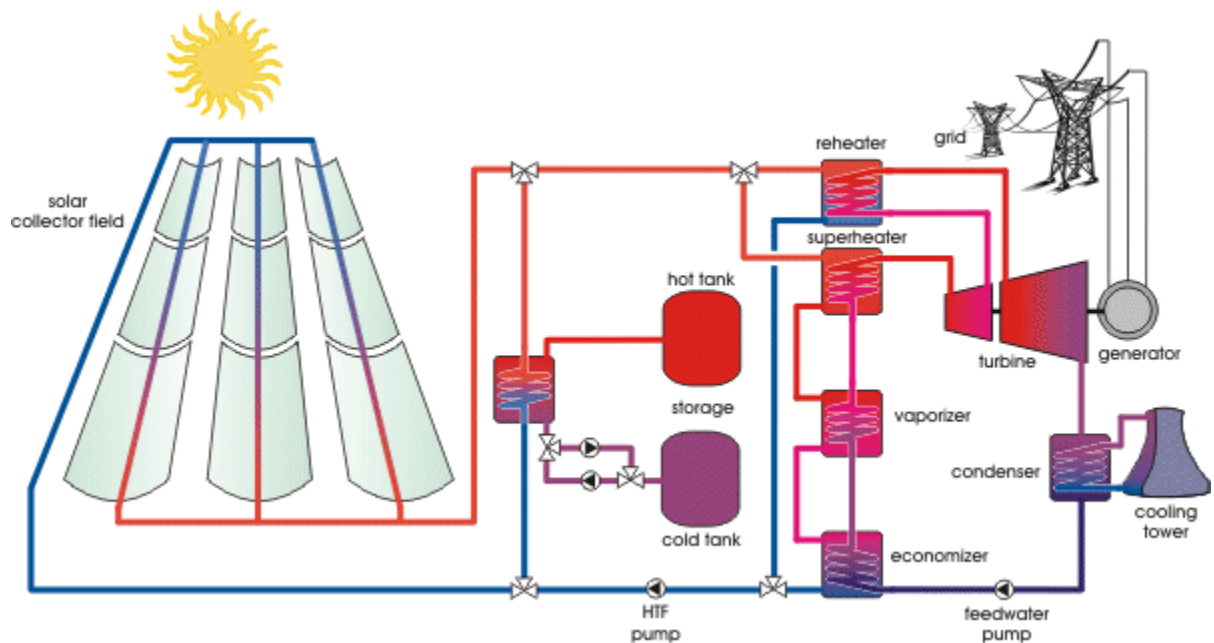 solar
collector field
reheater
grid
superheater
hot tank
storage
cold tank
turbine
generator
vaporizer
condenser
cooling
tower
economizer
HTF
pump
feedwater
pump